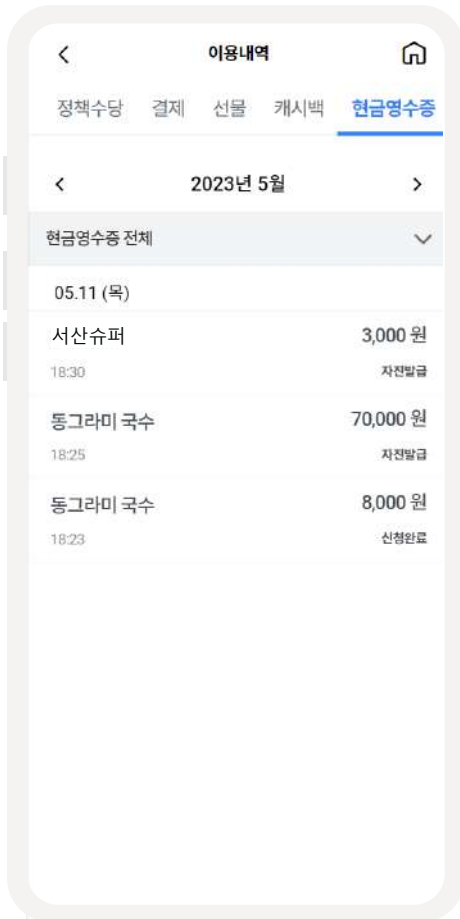 이용내역
정책수당 결제 선물 캐시백 현금영수증
2023년 5월
현금영수증 전체
05.11 (목)
서산슈퍼 3,000 원
18:30 자진발급
동그라미 국수 70,000 원
18:25 자진발급
동그라미 국수 8,000 원
18:23 신청완료